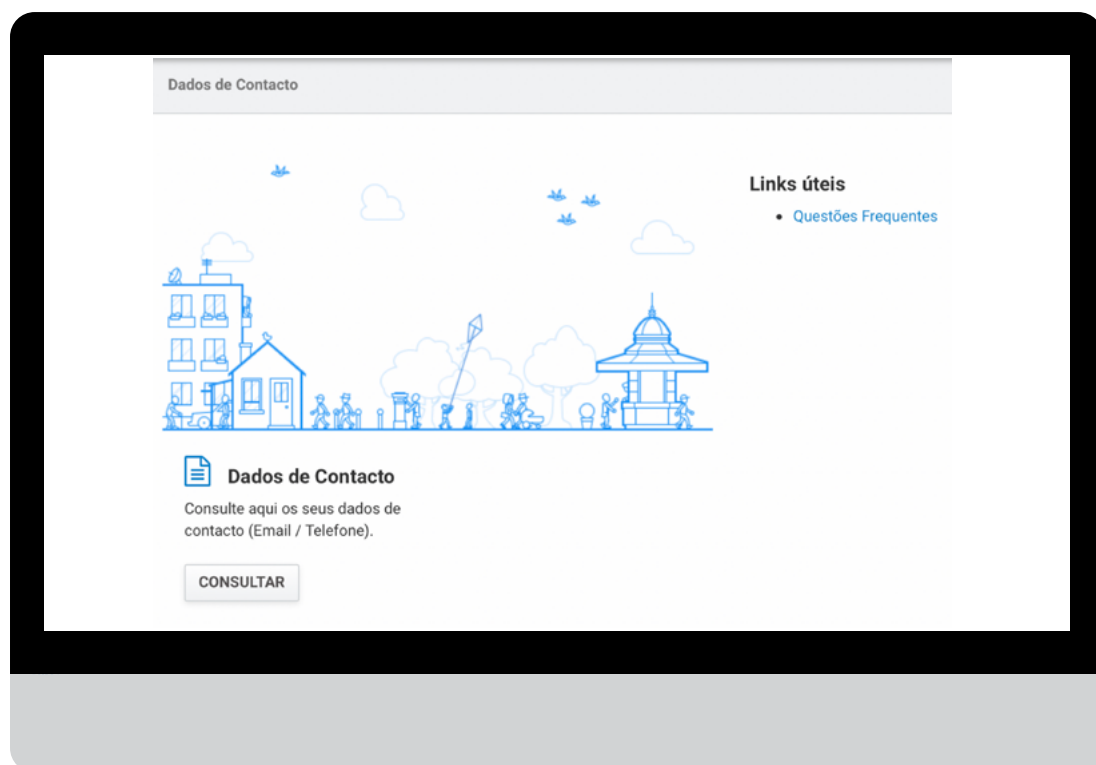 Dados de Contacto
Links úteis
Questões Frequentes
Dados de Contacto
Consulte aqui os seus dados de
contacto (Email / Telefone).
CONSULTAR